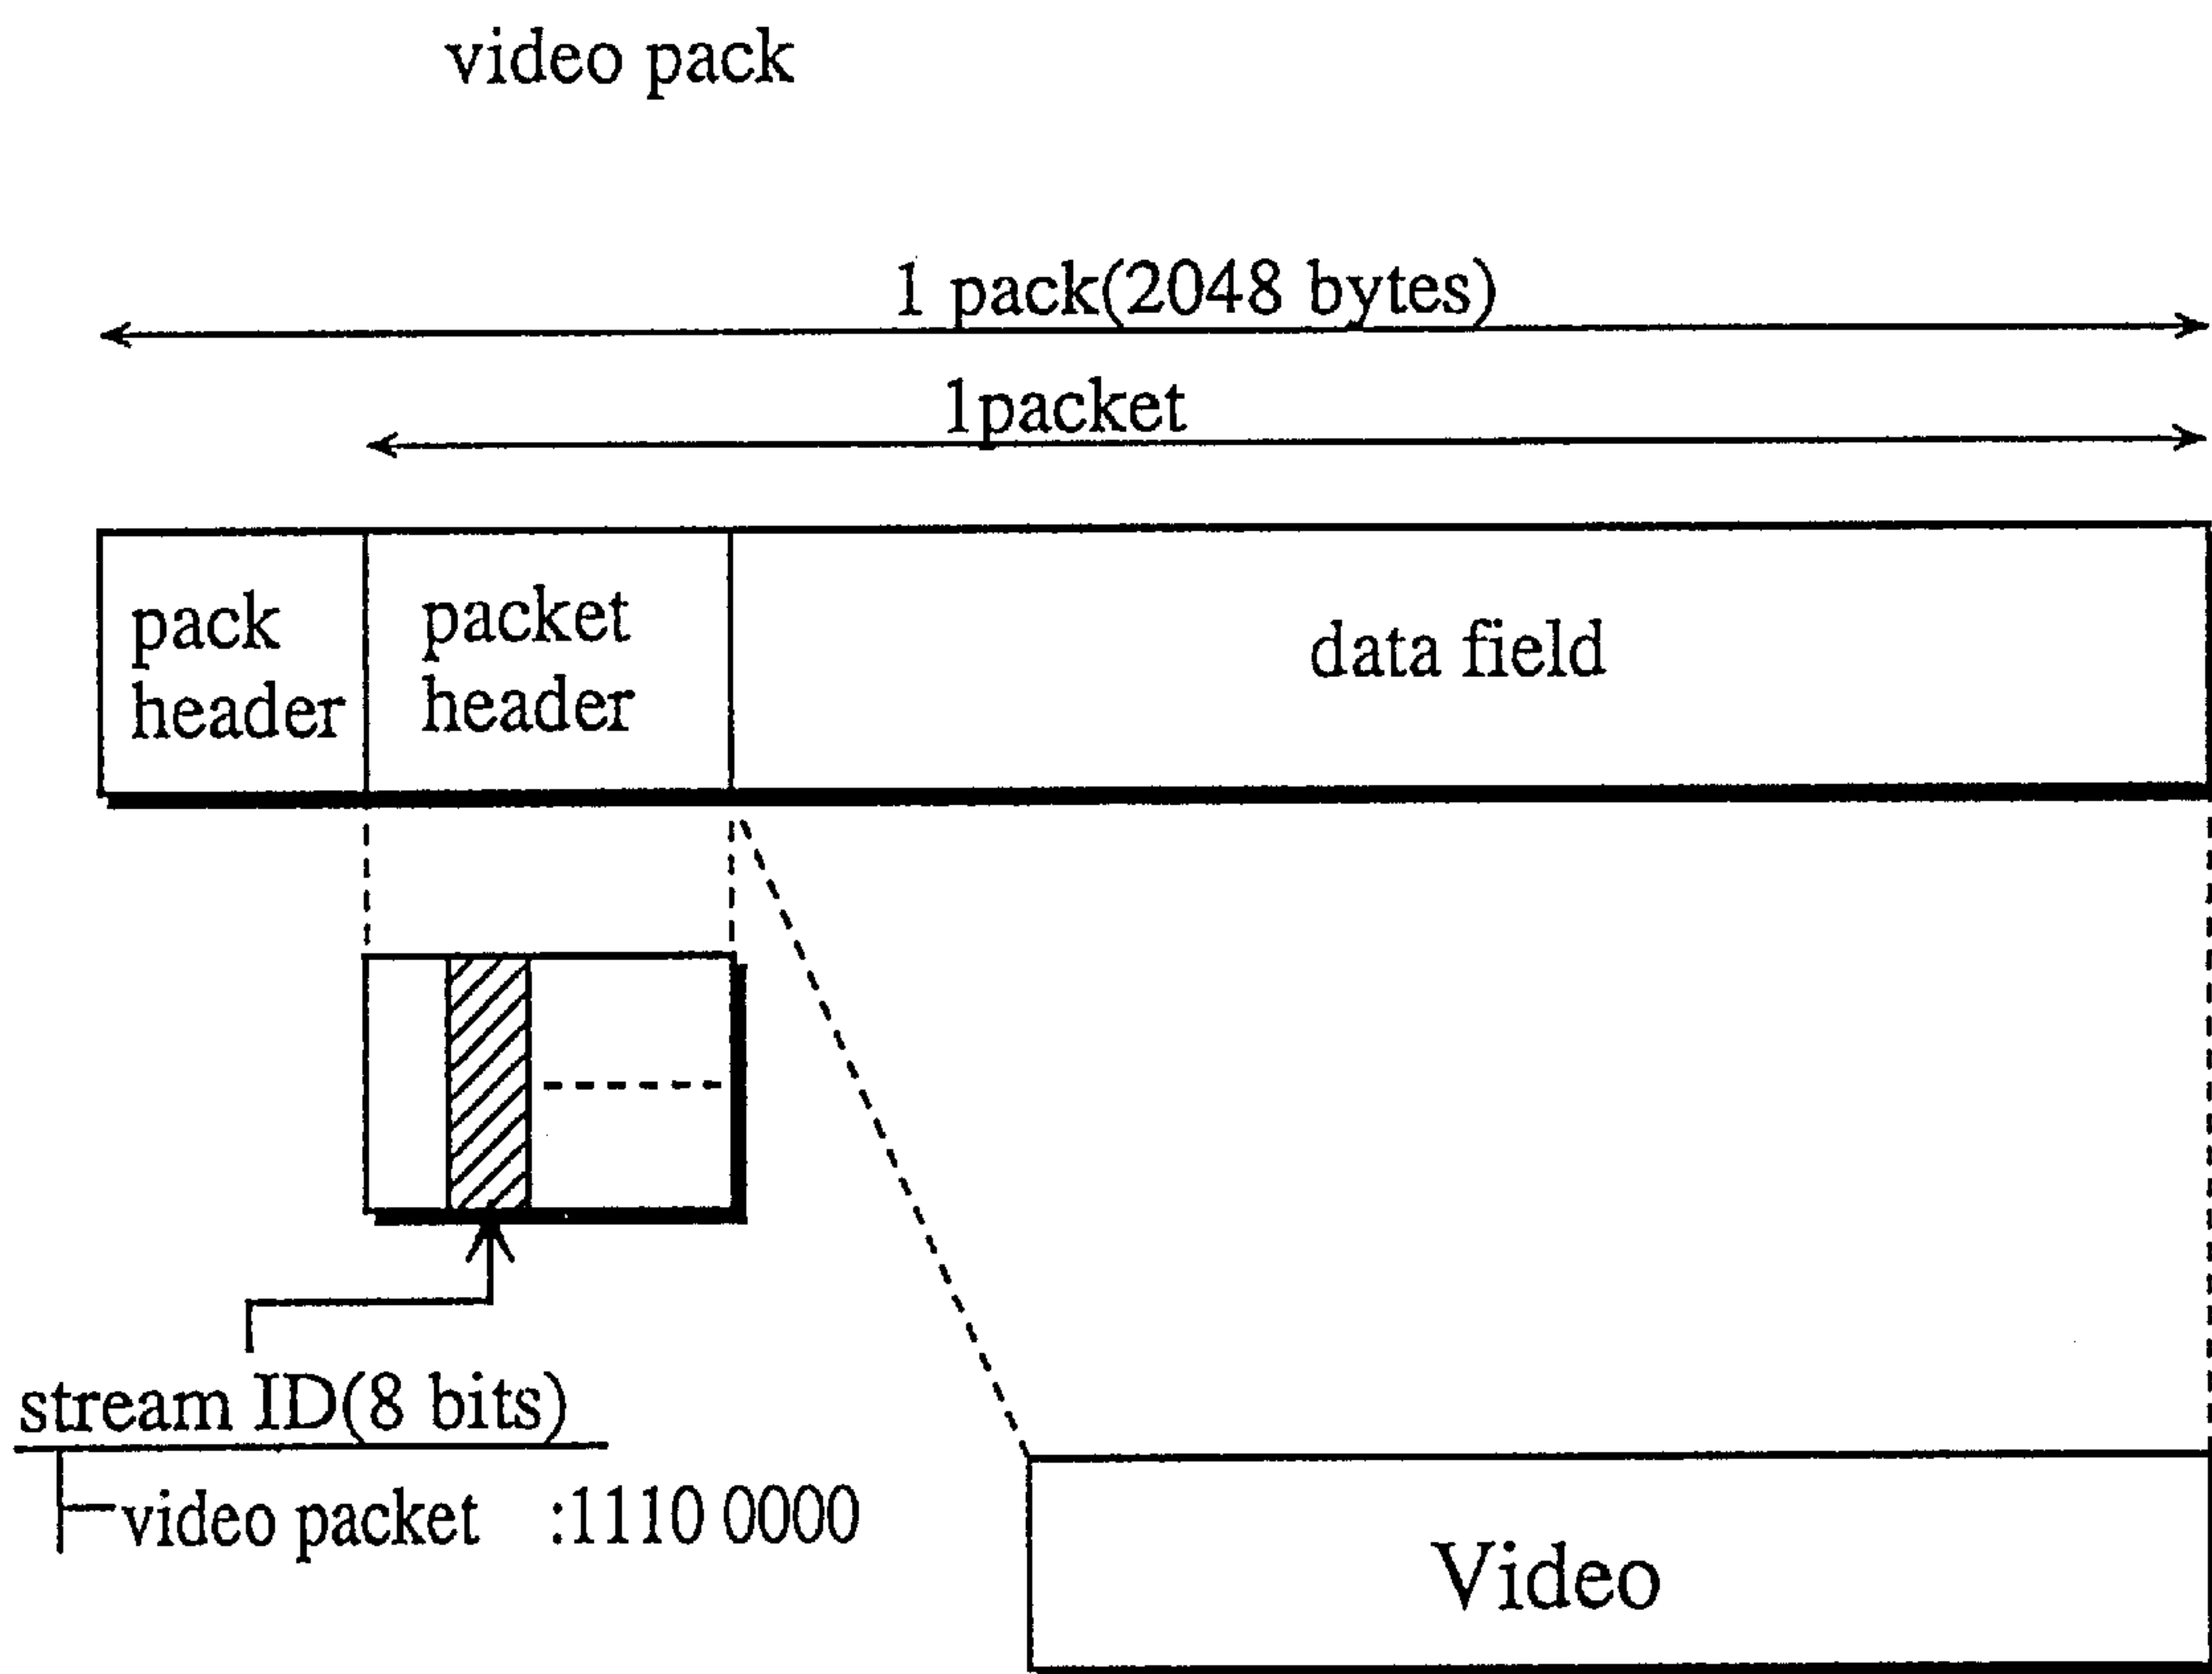 video pack
1 pack(2048 bytes)
1packet
pack
header
packet
header
data field
stream ID(8 bits)
video packet :1110 0000
Video